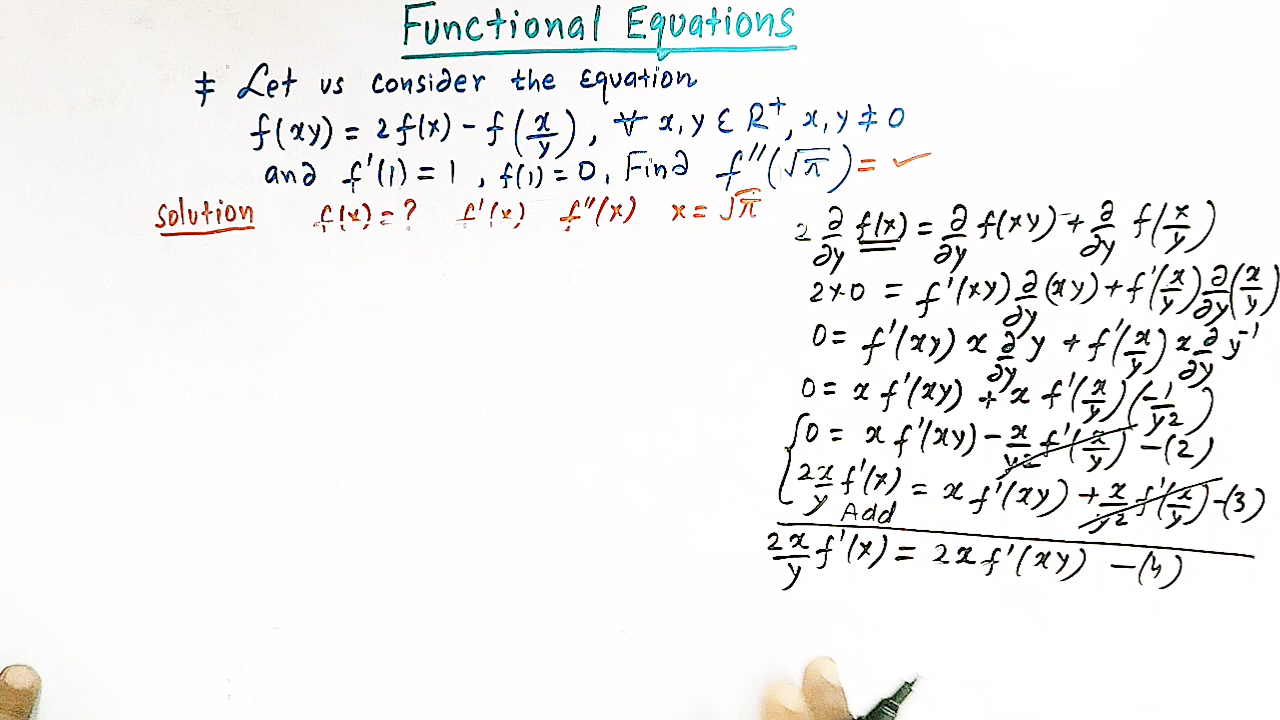 Functional Equations
‡ Let us consider the Equation
f(xy) = 2f(x) - f(x/y), ∀ x, y ∈ R⁺, x, y ≠ 0
and f'(1) = 1, f(1) = 0, Find f''(√π) = ✓
Solution f(x) = ? f'(x) f''(x) x = √π
2 ∂/∂y f(x) = ∂/∂y f(xy) + ∂/∂y f(x/y)
2×0 = f'(xy) ∂/∂y (xy) + f'(x/y) ∂/∂y (x/y)
0 = f'(xy) x ∂/∂y y + f'(x/y) x ∂/∂y y⁻¹
0 = x f'(xy) + x f'(x/y) (-1/y²)
0 = x f'(xy) - x/y² f'(x/y) - (2)
2x/y f'(x) = x f'(xy) + x/y² f'(x/y) - (3)
Add
2x/y f'(x) = 2x f'(xy) - (4)